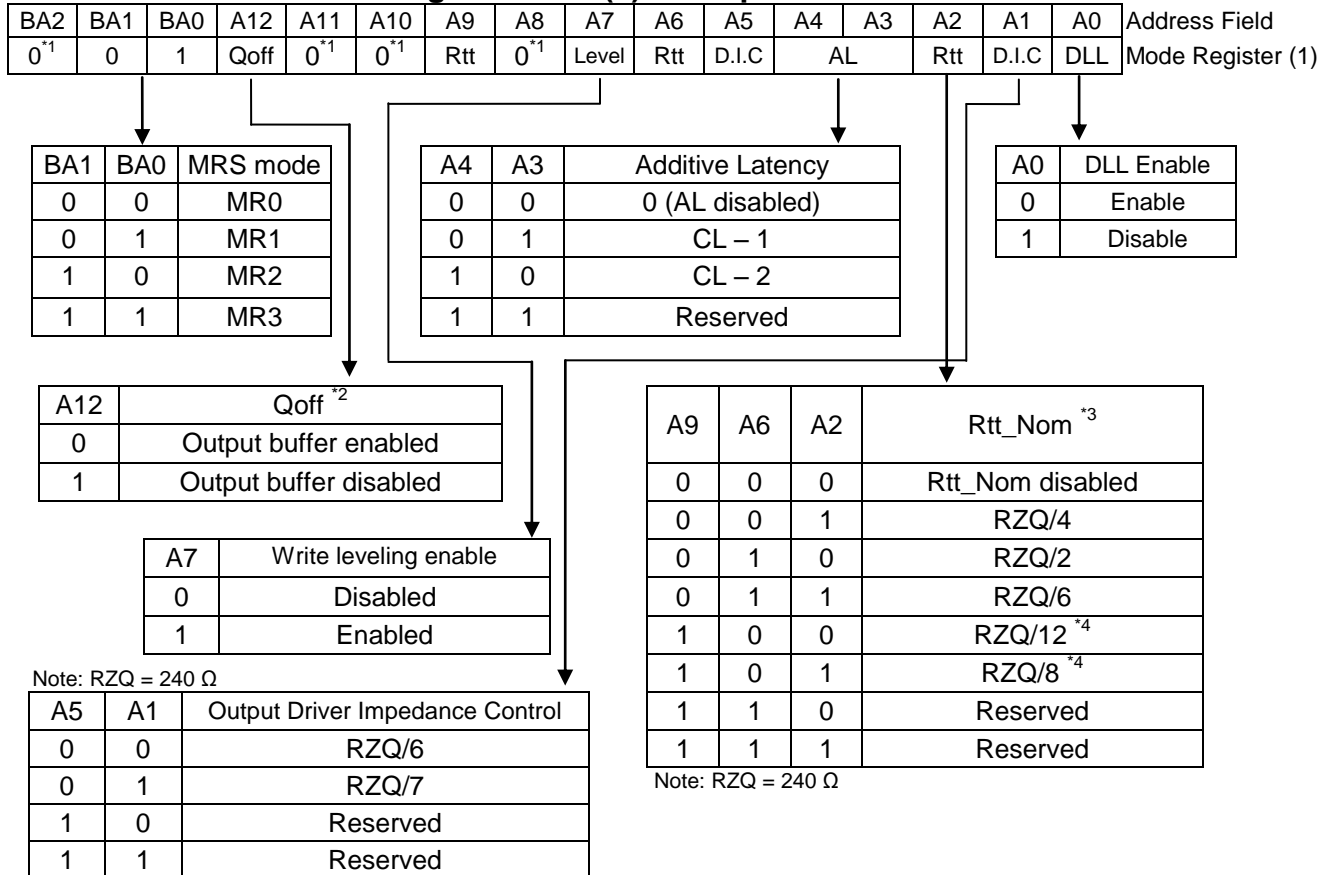 BA2 BA1 BA0 A12 A11 A10 A9 A8 A7 A6 A5 A4 A3 A2 A1 A0 Address Field
0*1 0 1 Qoff 0*1 0*1 Rtt 0*1 Level Rtt D.I.C AL Rtt D.I.C DLL Mode Register (1)
BA1 BA0 MRS mode
0 0 MR0
0 1 MR1
1 0 MR2
1 1 MR3
A4 A3 Additive Latency
0 0 0 (AL disabled)
0 1 CL – 1
1 0 CL – 2
1 1 Reserved
A0 DLL Enable
0 Enable
1 Disable
A12 Qoff *2
0 Output buffer enabled
1 Output buffer disabled
A7 Write leveling enable
0 Disabled
1 Enabled
A9 A6 A2 Rtt_Nom *3
0 0 0 Rtt_Nom disabled
0 0 1 RZQ/4
0 1 0 RZQ/2
0 1 1 RZQ/6
1 0 0 RZQ/12 *4
1 0 1 RZQ/8 *4
1 1 0 Reserved
1 1 1 Reserved
Note: RZQ = 240 Ω
Note: RZQ = 240 Ω
A5 A1 Output Driver Impedance Control
0 0 RZQ/6
0 1 RZQ/7
1 0 Reserved
1 1 Reserved